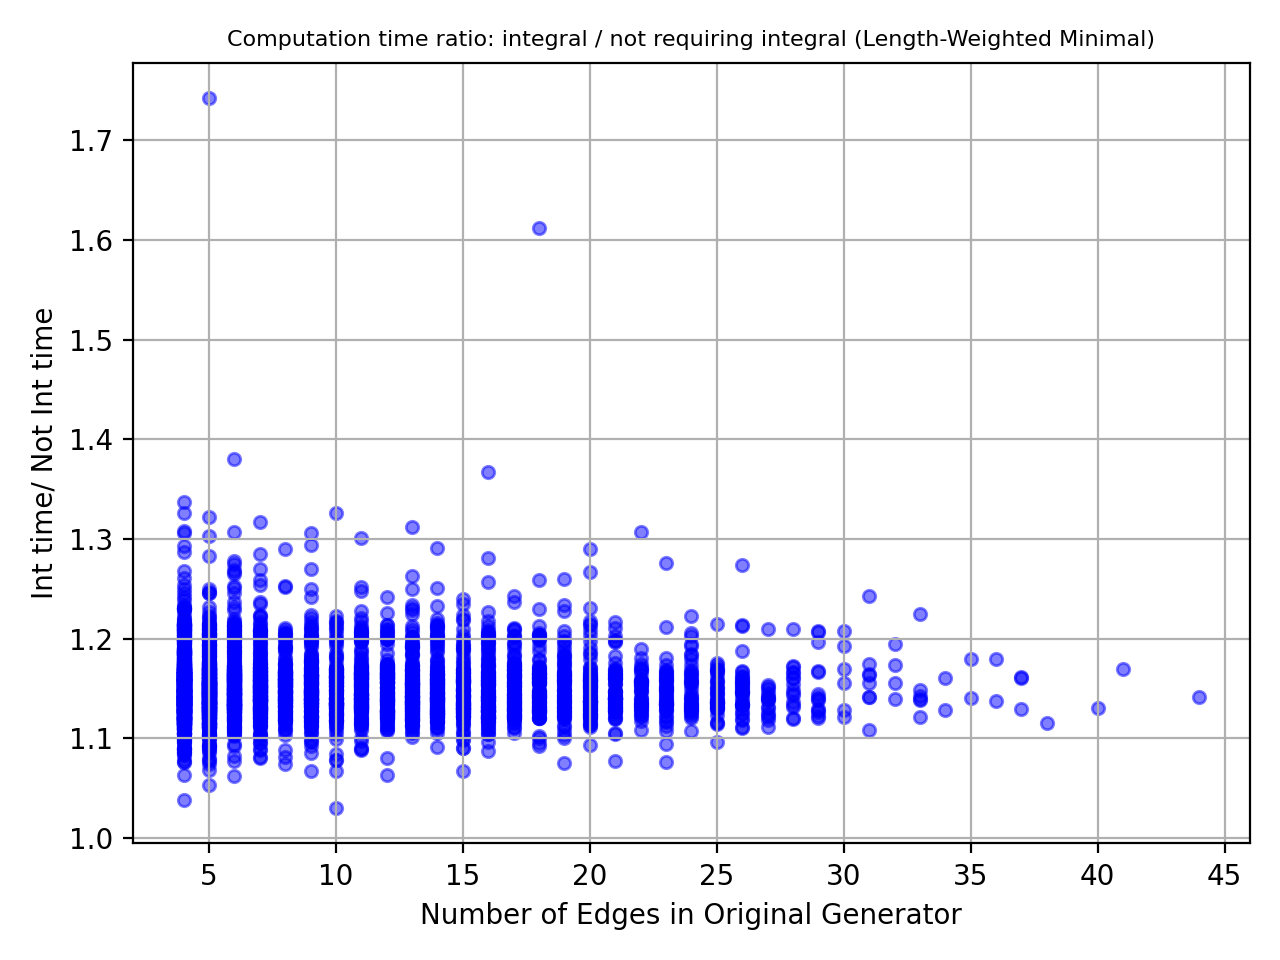 Computation time ratio: integral / not requiring integral (Length-Weighted Minimal)
Int time/ Not Int time
1.7
1.6
1.5
1.4
1.3
1.2
1.1
1.0
5 10 15 20 25 30 35 40 45
Number of Edges in Original Generator